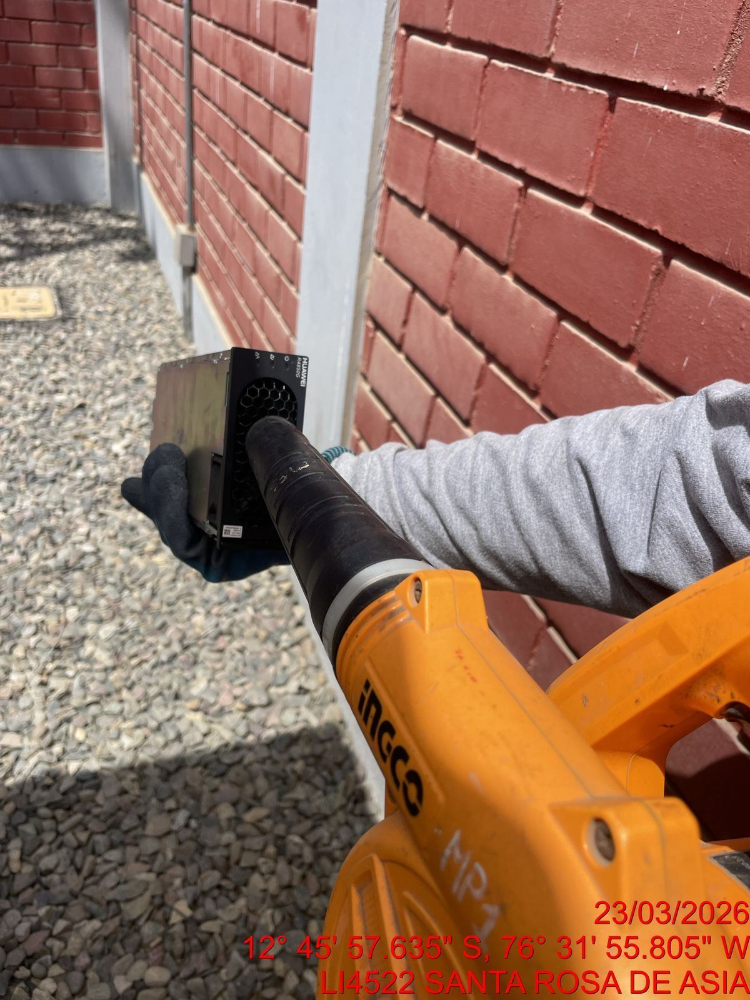 HUAWEI
R4850G
INGCO
MP1
23/03/2026
12° 45' 57.635" S, 76° 31' 55.805" W
LI4522 SANTA ROSA DE ASIA